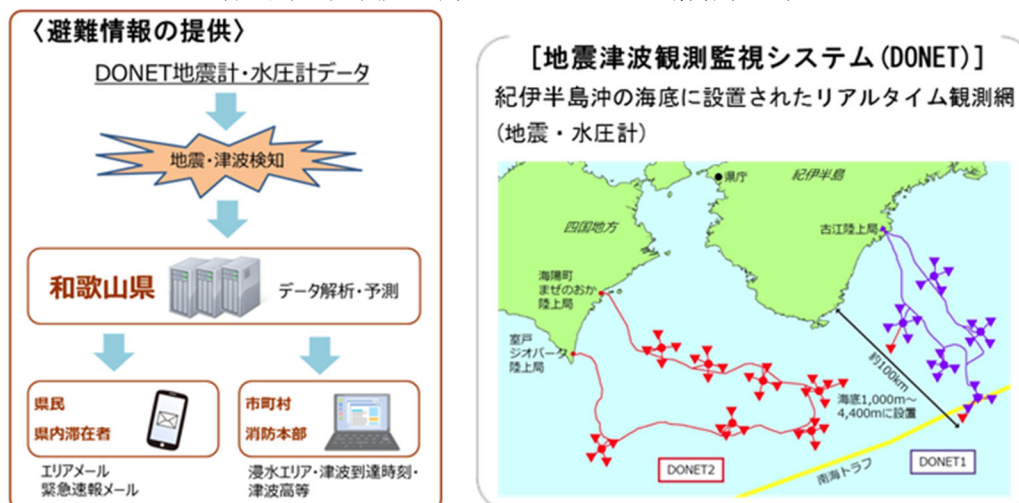 〈避難情報の提供〉
DONET地震計・水圧計データ
地震・津波検知
和歌山県
データ解析・予測
県民
県内滞在者
市町村
消防本部
エリアメール
緊急速報メール
浸水エリア・津波到達時刻・
津波高等
[地震津波観測監視システム(DONET)]
紀伊半島沖の海底に設置されたリアルタイム観測網
(地震・水圧計)
県庁
紀伊半島
四国地方
古江陸上局
海陽町
まぜのおか
陸上局
室戸
ジオパーク
陸上局
約100km
海底1,000m～
4,400mに設置
DONET2
DONET1
南海トラフ